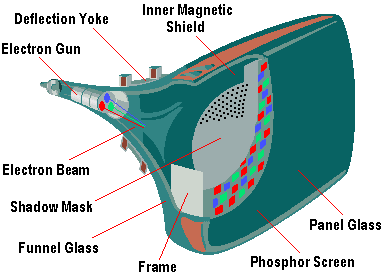 Deflection Yoke
Inner Magnetic
Shield
Electron Gun
Electron Beam
Shadow Mask
Panel Glass
Funnel Glass
Frame
Phosphor Screen